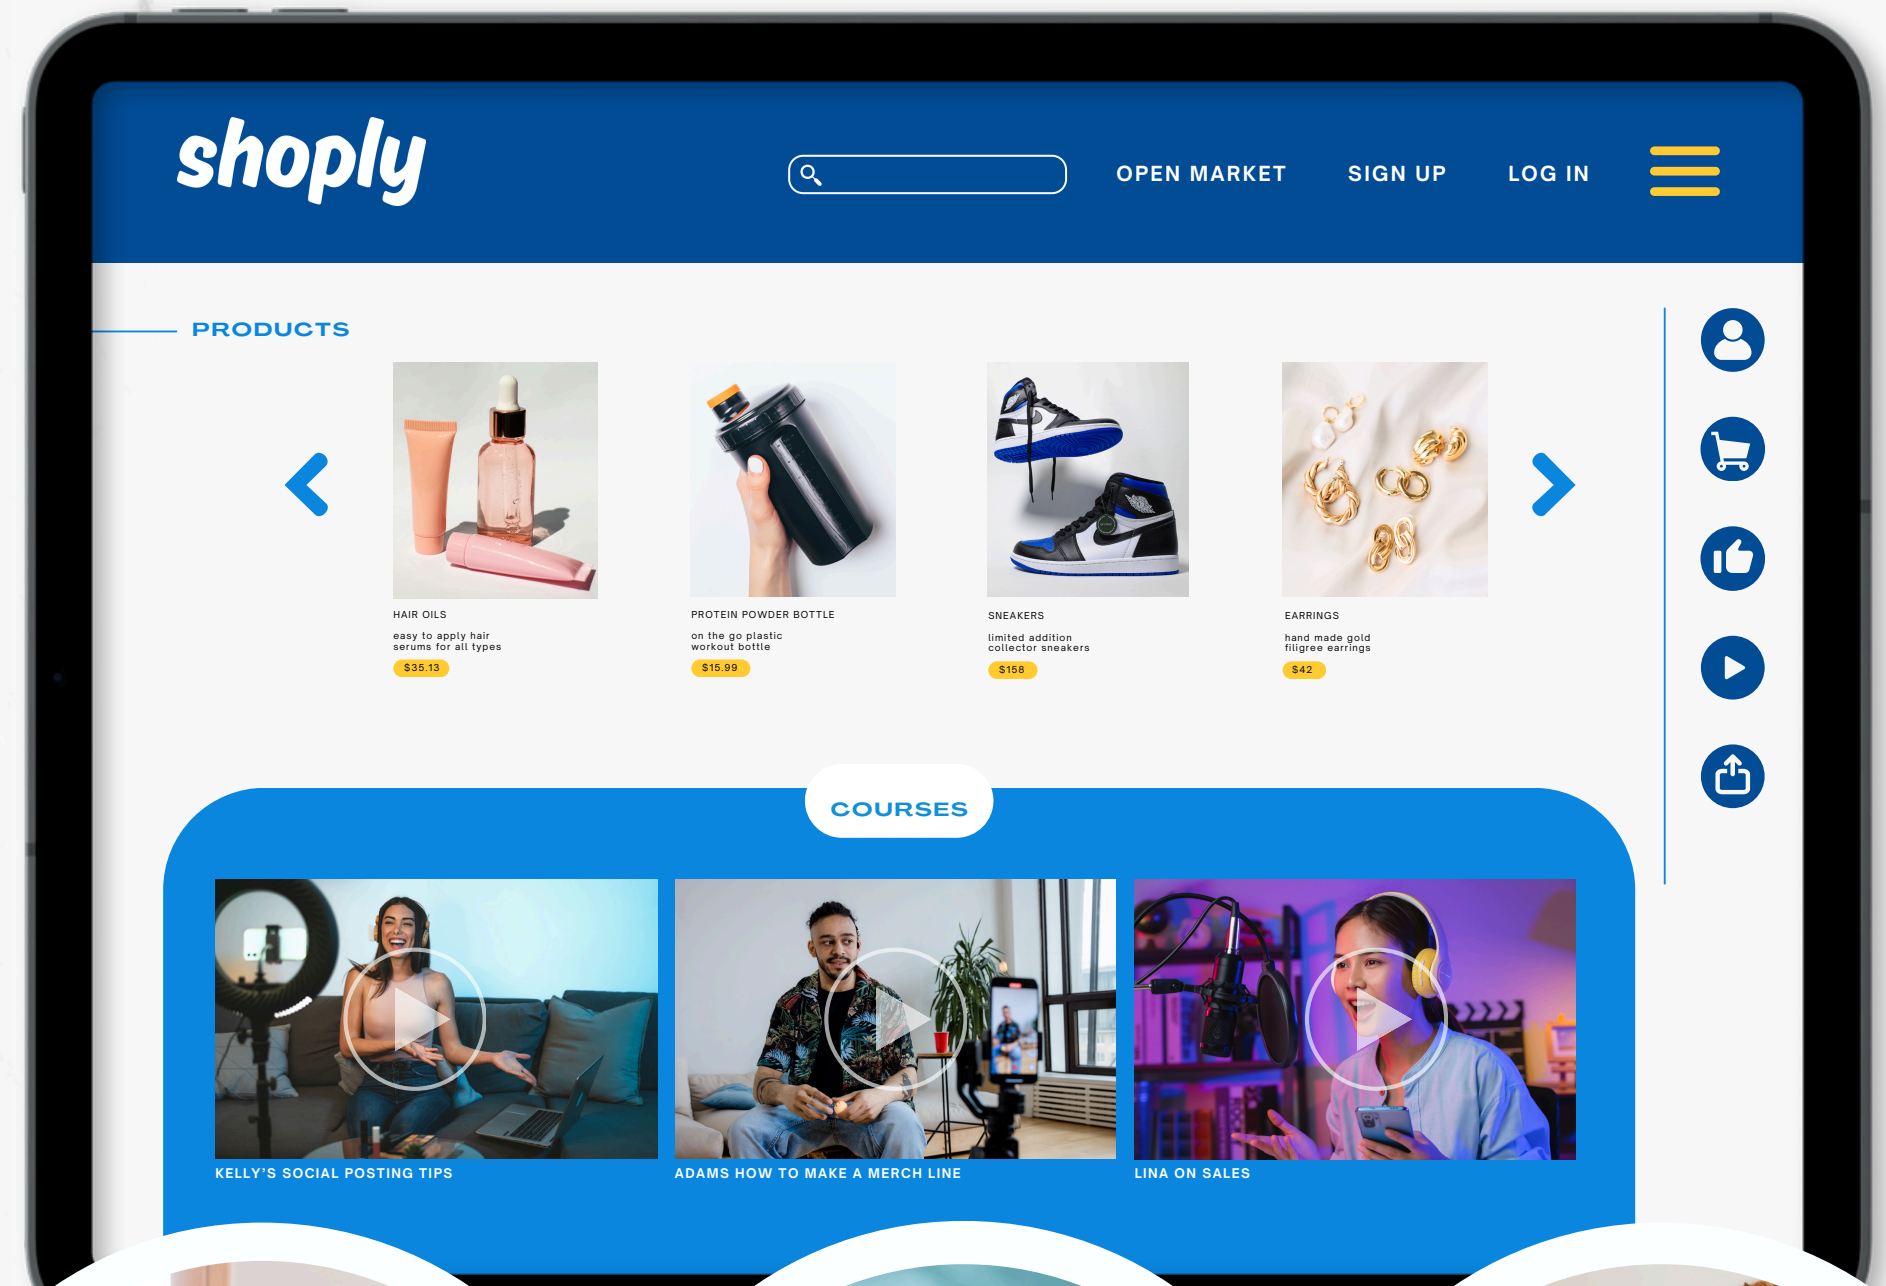 shoply
OPEN MARKET
SIGN UP
LOG IN
PRODUCTS
HAIR OILS
easy to apply hair
serums for all types
$35.13
PROTEIN POWDER BOTTLE
on the go plastic
workout bottle
$15.99
SNEAKERS
limited addition
collector sneakers
$158
EARRINGS
hand made gold
filigree earrings
$42
COURSES
KELLY'S SOCIAL POSTING TIPS
ADAMS HOW TO MAKE A MERCH LINE
LINA ON SALES